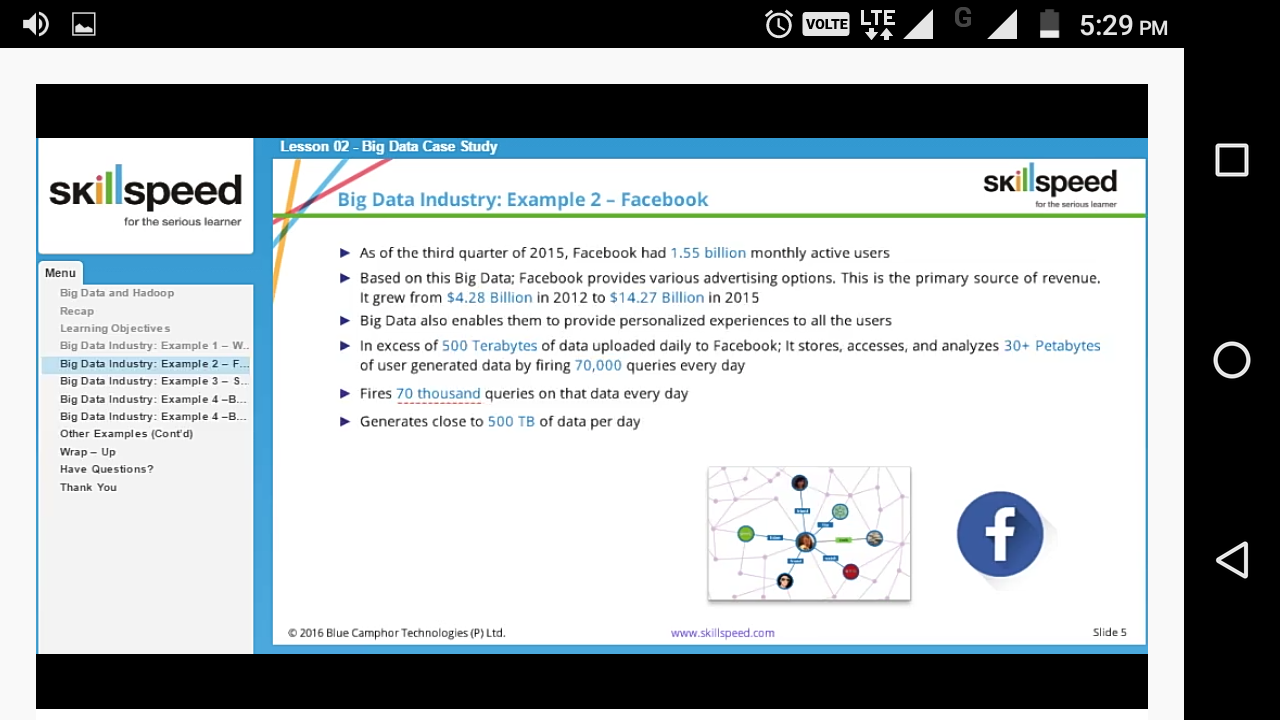 VOLTE LTE G 5:29 PM
Lesson 02 - Big Data Case Study
skillspeed
for the serious learner
Menu
Big Data and Hadoop
Recap
Learning Objectives
Big Data Industry: Example 1 – W...
Big Data Industry: Example 2 – F...
Big Data Industry: Example 3 – S...
Big Data Industry: Example 4 –B...
Big Data Industry: Example 4 –B...
Other Examples (Cont'd)
Wrap – Up
Have Questions?
Thank You
Big Data Industry: Example 2 – Facebook
skillspeed
for the serious learner
As of the third quarter of 2015, Facebook had 1.55 billion monthly active users
Based on this Big Data; Facebook provides various advertising options. This is the primary source of revenue.
It grew from $4.28 Billion in 2012 to $14.27 Billion in 2015
Big Data also enables them to provide personalized experiences to all the users
In excess of 500 Terabytes of data uploaded daily to Facebook; It stores, accesses, and analyzes 30+ Petabytes
of user generated data by firing 70,000 queries every day
Fires 70 thousand queries on that data every day
Generates close to 500 TB of data per day
f
© 2016 Blue Camphor Technologies (P) Ltd.
www.skillspeed.com
Slide 5